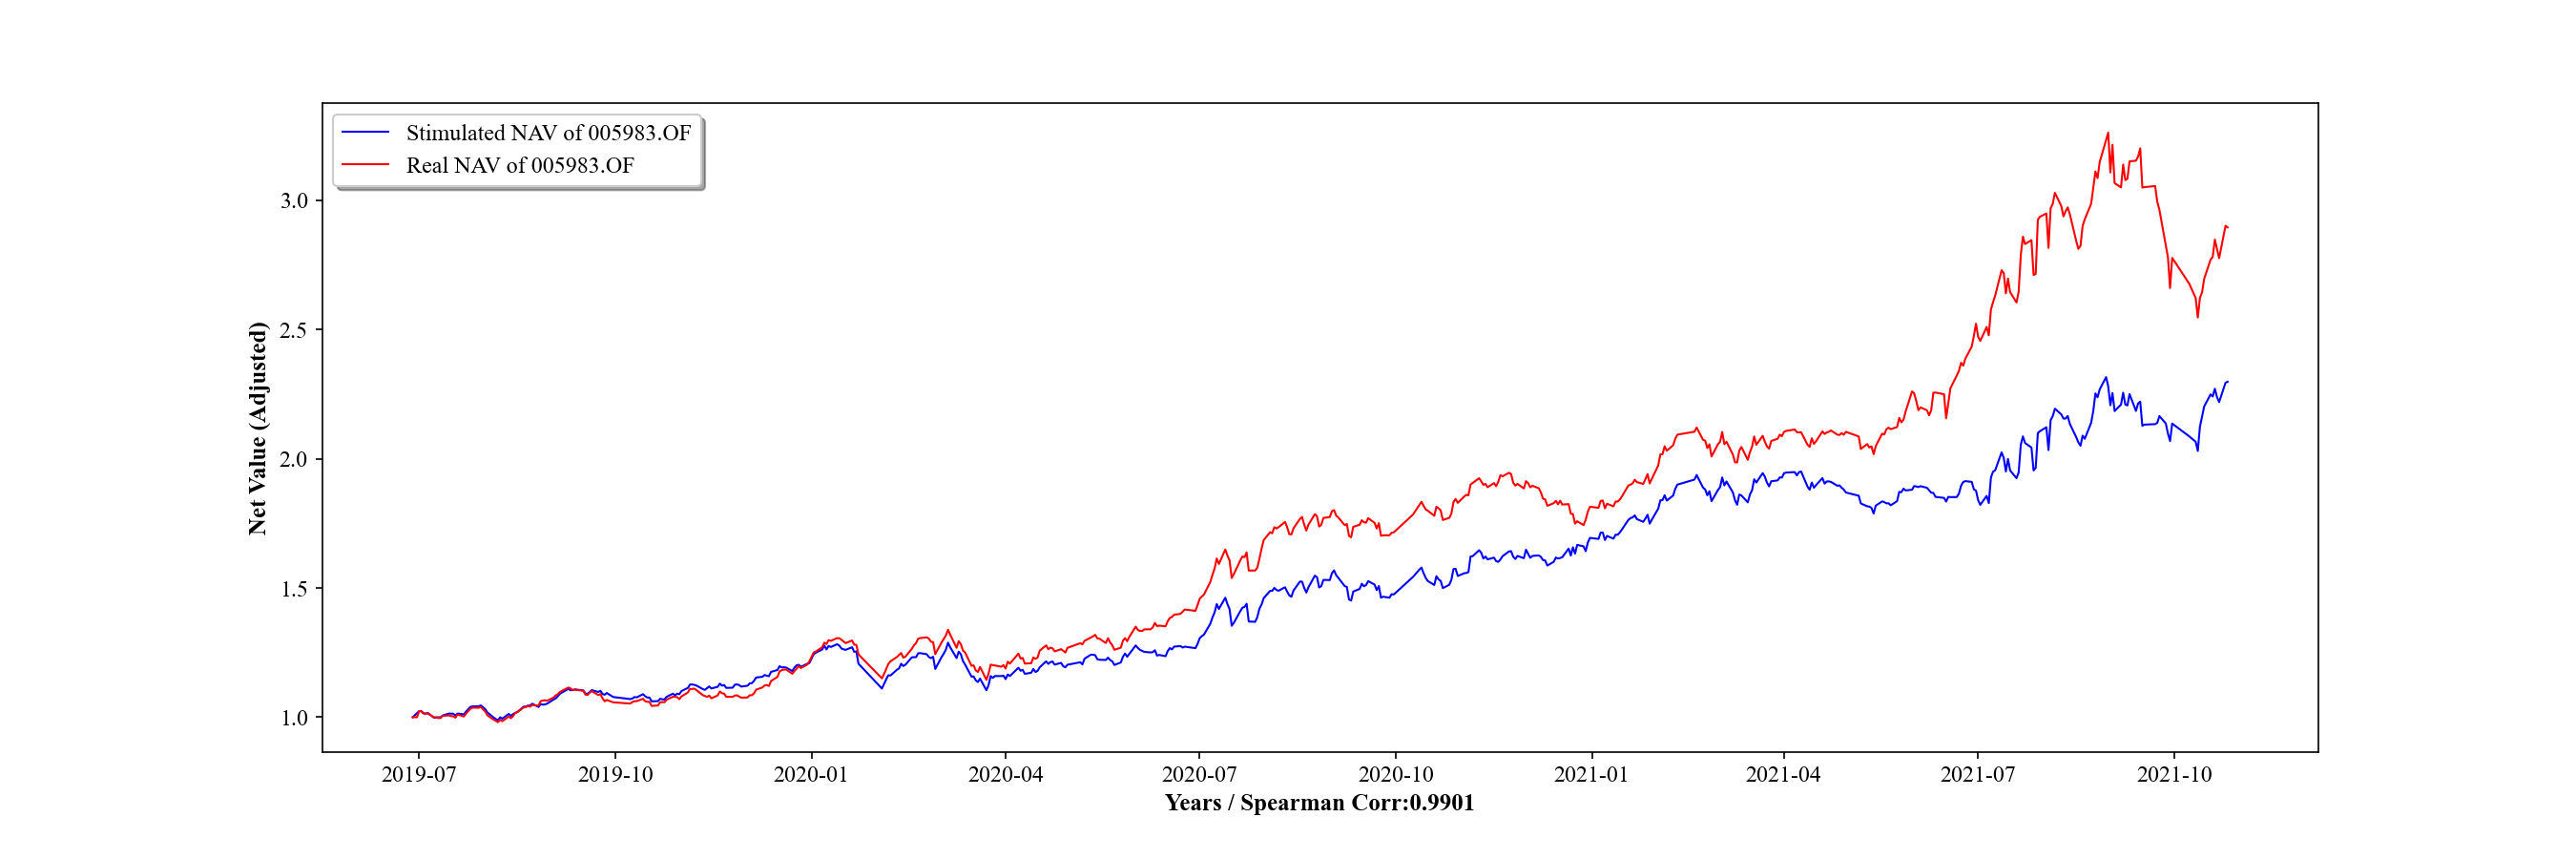 Stimulated NAV of 005983.OF
Real NAV of 005983.OF
3.0
2.5
2.0
1.5
1.0
Net Value (Adjusted)
2019-07 2019-10 2020-01 2020-04 2020-07 2020-10 2021-01 2021-04 2021-07 2021-10
Years / Spearman Corr:0.9901